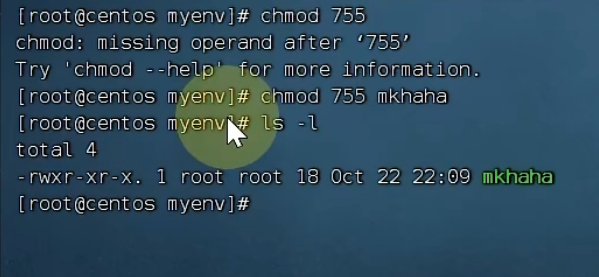 [root@centos myenv]# chmod 755
chmod: missing operand after ‘755’
Try 'chmod --help' for more information.
[root@centos myenv]# chmod 755 mkhaha
[root@centos myenv]# ls -l
total 4
-rwxr-xr-x. 1 root root 18 Oct 22 22:09 mkhaha
[root@centos myenv]#